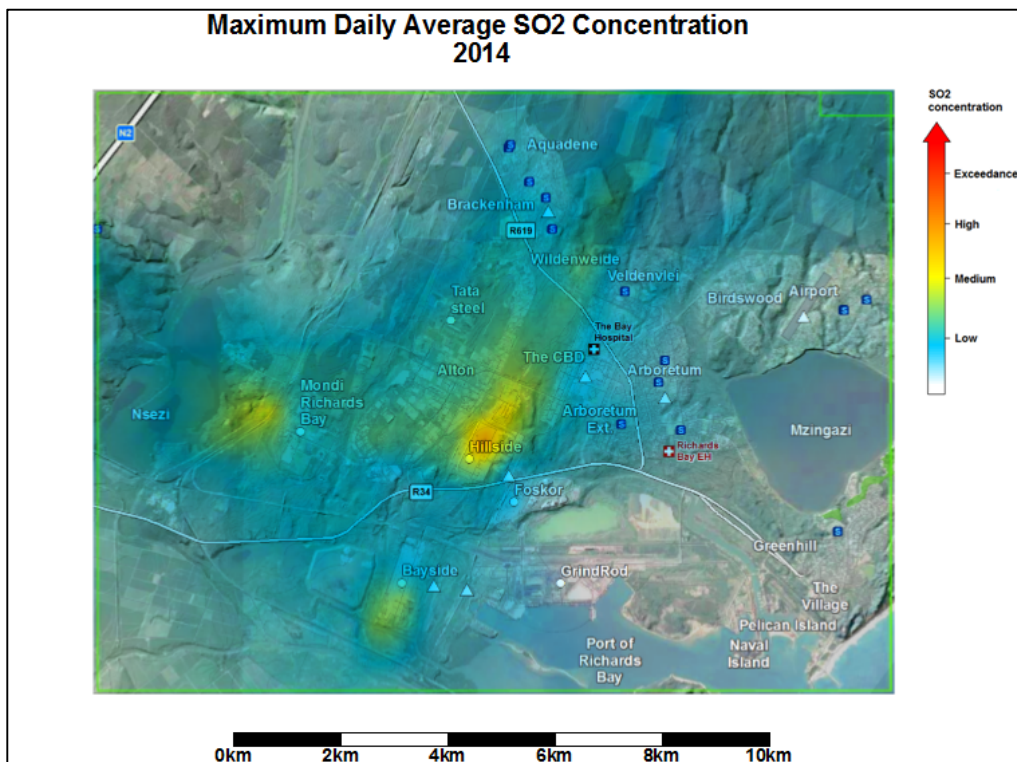 Maximum Daily Average SO2 Concentration
2014
SO2
concentration
Exceedance
High
Medium
Low
N2
S
Aquadene
S
Brackenham
S
R619
S
S
Wildenweide
Veldenvlei
S
Birdswood
Airport
S
S
Tata
steel
The Bay
Hospital
The CBD
S
Alton
Arboretum
S
Mondi
Richards
Bay
Nsezi
Arboretum
Ext.
S
S
Mzingazi
Hillside
Richards
Bay EH
R34
Foskor
S
Greenhill
Bayside
GrindRod
The
Village
Pelican Island
Port of
Richards
Bay
Naval
Island
0km
2km
4km
6km
8km
10km